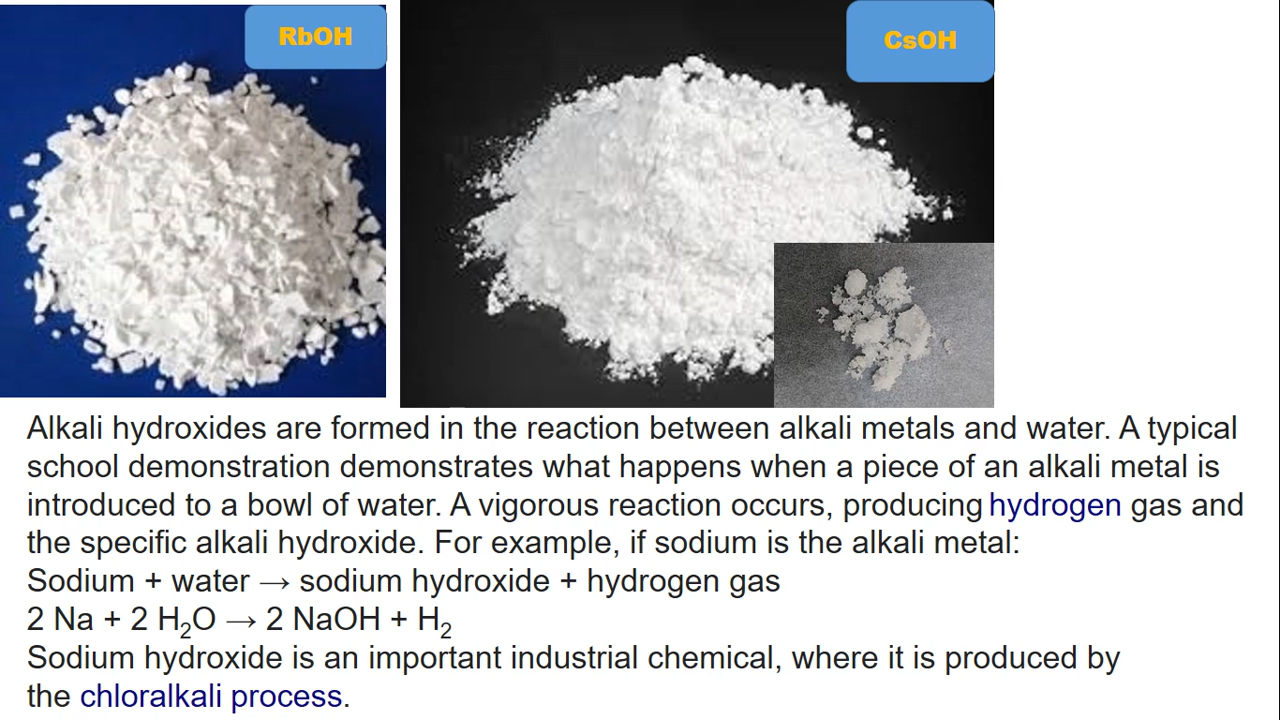 RbOH
CsOH
Alkali hydroxides are formed in the reaction between alkali metals and water. A typical
school demonstration demonstrates what happens when a piece of an alkali metal is
introduced to a bowl of water. A vigorous reaction occurs, producing hydrogen gas and
the specific alkali hydroxide. For example, if sodium is the alkali metal:
Sodium + water → sodium hydroxide + hydrogen gas
2 Na + 2 H₂O → 2 NaOH + H₂
Sodium hydroxide is an important industrial chemical, where it is produced by
the chloralkali process.